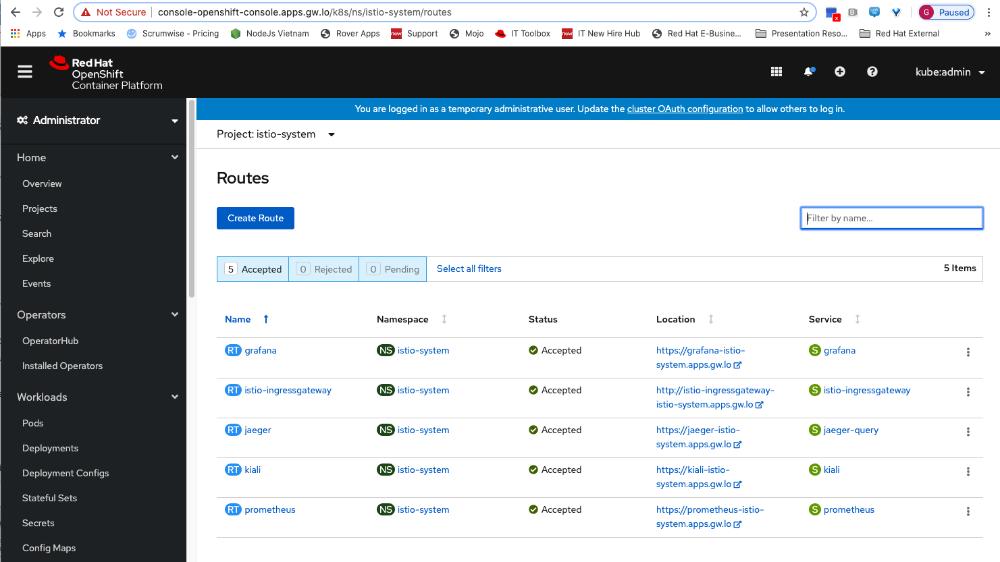 Not Secure
console-openshift-console.apps.gw.lo/k8s/ns/istio-system/routes
G Paused
Apps Bookmarks Scrumwise - Pricing NodeJs Vietnam Rover Apps now Support Mojo IT Toolbox now IT New Hire Hub Red Hat E-Busine... Presentation Reso... Red Hat External »
Red Hat
OpenShift
Container Platform
kube:admin
You are logged in as a temporary administrative user. Update the cluster OAuth configuration to allow others to log in.
Administrator
Home
Overview
Projects
Search
Explore
Events
Operators
OperatorHub
Installed Operators
Workloads
Pods
Deployments
Deployment Configs
Stateful Sets
Secrets
Config Maps
Project: istio-system
Routes
Create Route
Filter by name...
5 Accepted 0 Rejected 0 Pending Select all filters 5 Items
Name Namespace Status Location Service
RT grafana NS istio-system Accepted https://grafana-istio- S grafana
system.apps.gw.lo
RT istio-ingressgateway NS istio-system Accepted http://istio-ingressgateway- S istio-ingressgateway
istio-system.apps.gw.lo
RT jaeger NS istio-system Accepted https://jaeger-istio- S jaeger-query
system.apps.gw.lo
RT kiali NS istio-system Accepted https://kiali-istio- S kiali
system.apps.gw.lo
RT prometheus NS istio-system Accepted https://prometheus-istio- S prometheus
system.apps.gw.lo